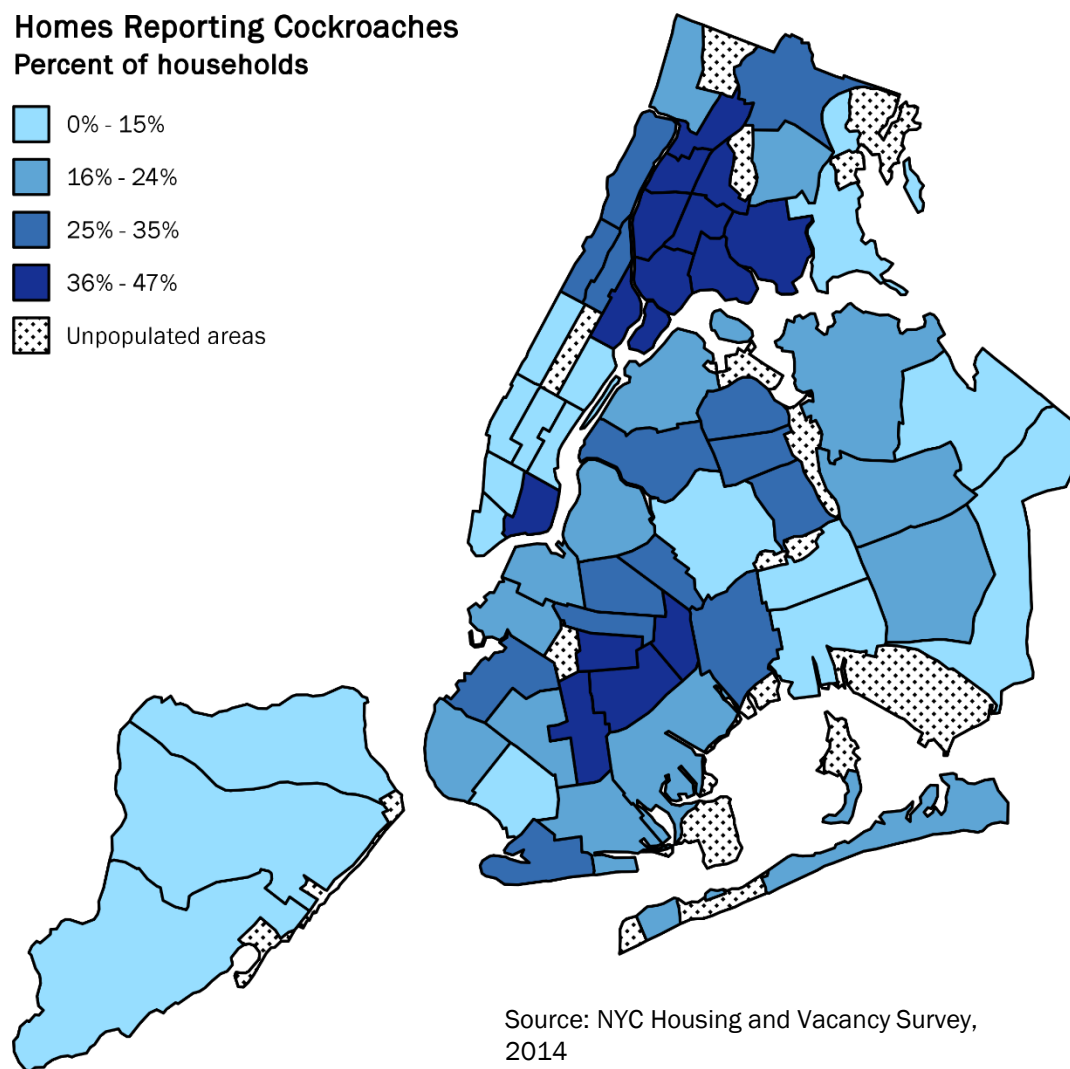 Homes Reporting Cockroaches
Percent of households
0% - 15%
16% - 24%
25% - 35%
36% - 47%
Unpopulated areas
Source: NYC Housing and Vacancy Survey,
2014